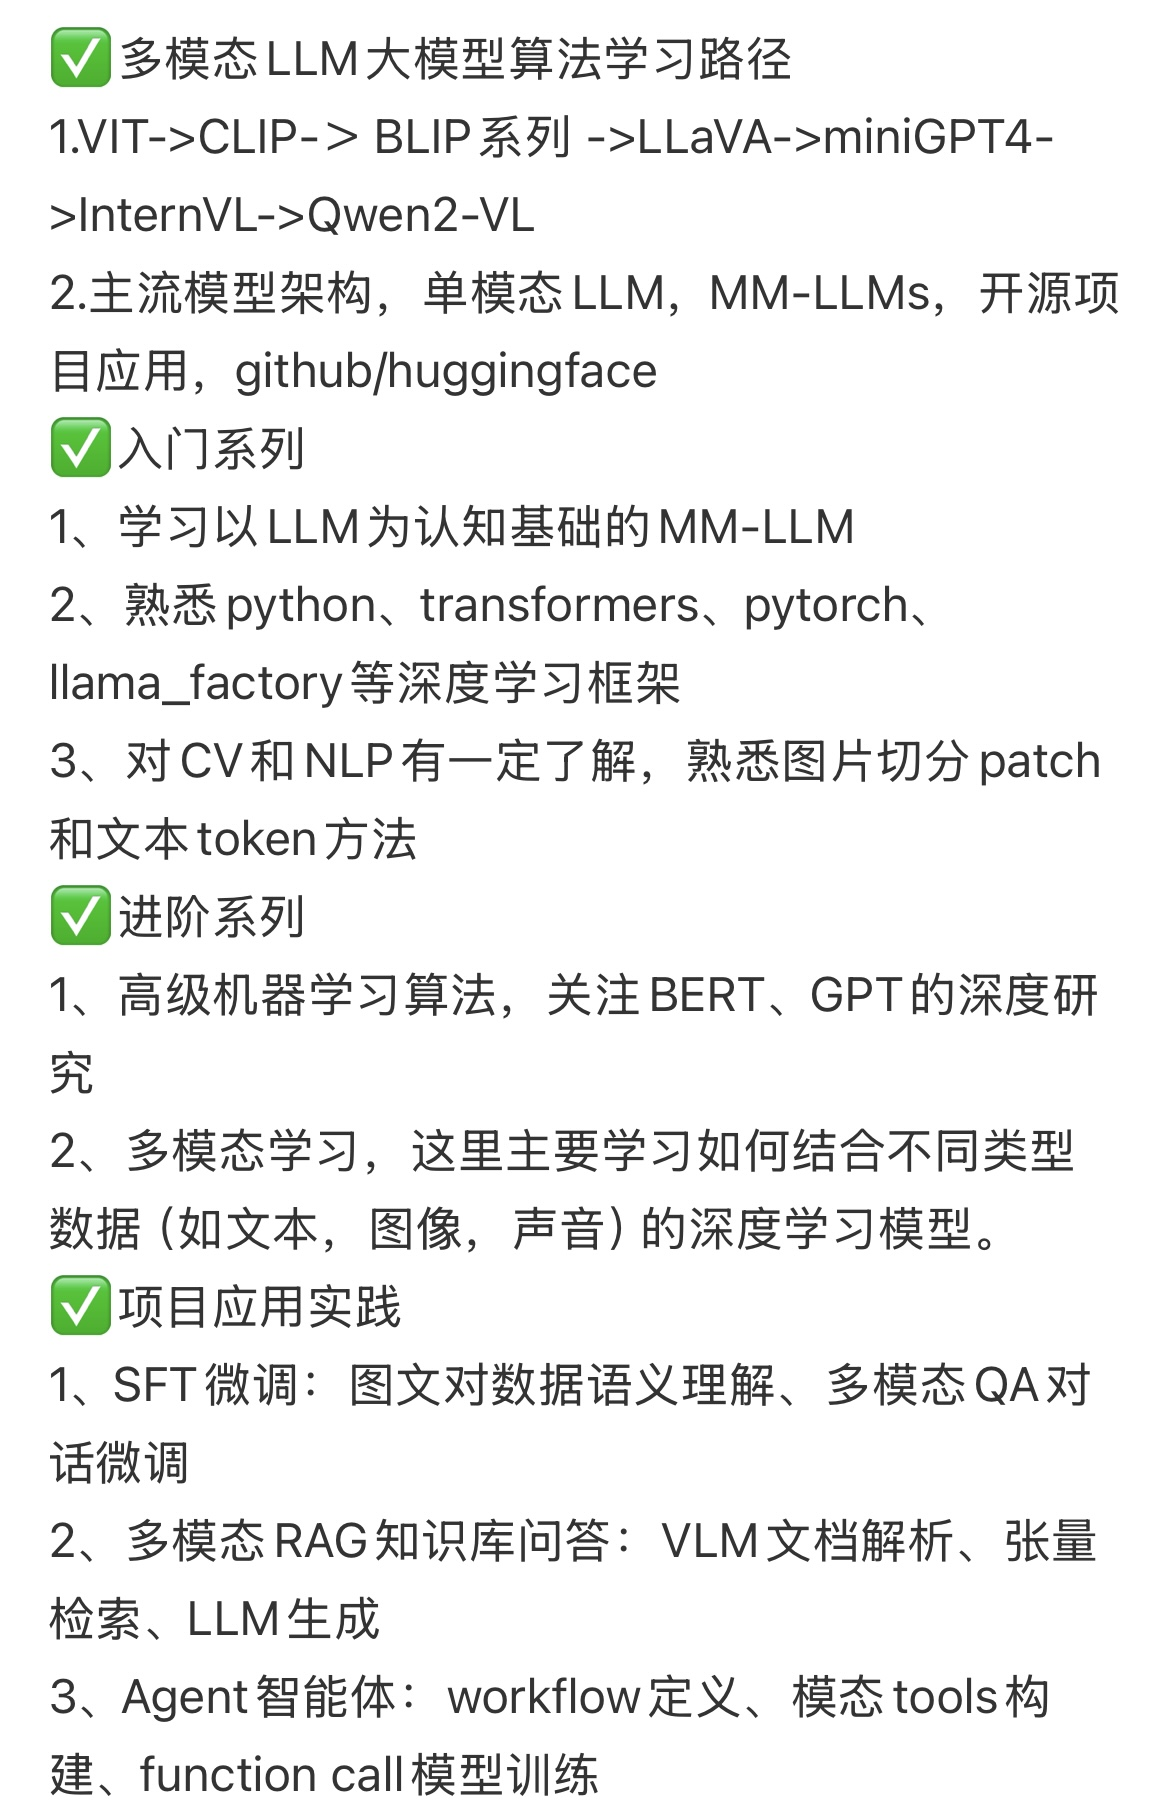 ✅多模态LLM大模型算法学习路径
1.VIT->CLIP-＞ BLIP系列 ->LLaVA->miniGPT4-
>InternVL->Qwen2-VL
2.主流模型架构，单模态LLM，MM-LLMs，开源项
目应用，github/huggingface
✅入门系列
1、学习以LLM为认知基础的MM-LLM
2、熟悉python、transformers、pytorch、
llama_factory等深度学习框架
3、对CV和NLP有一定了解，熟悉图片切分patch
和文本token方法
✅进阶系列
1、高级机器学习算法，关注BERT、GPT的深度研
究
2、多模态学习，这里主要学习如何结合不同类型
数据（如文本，图像，声音）的深度学习模型。
✅项目应用实践
1、SFT微调：图文对数据语义理解、多模态QA对
话微调
2、多模态RAG知识库问答：VLM文档解析、张量
检索、LLM生成
3、Agent智能体：workflow定义、模态tools构
建、function call模型训练